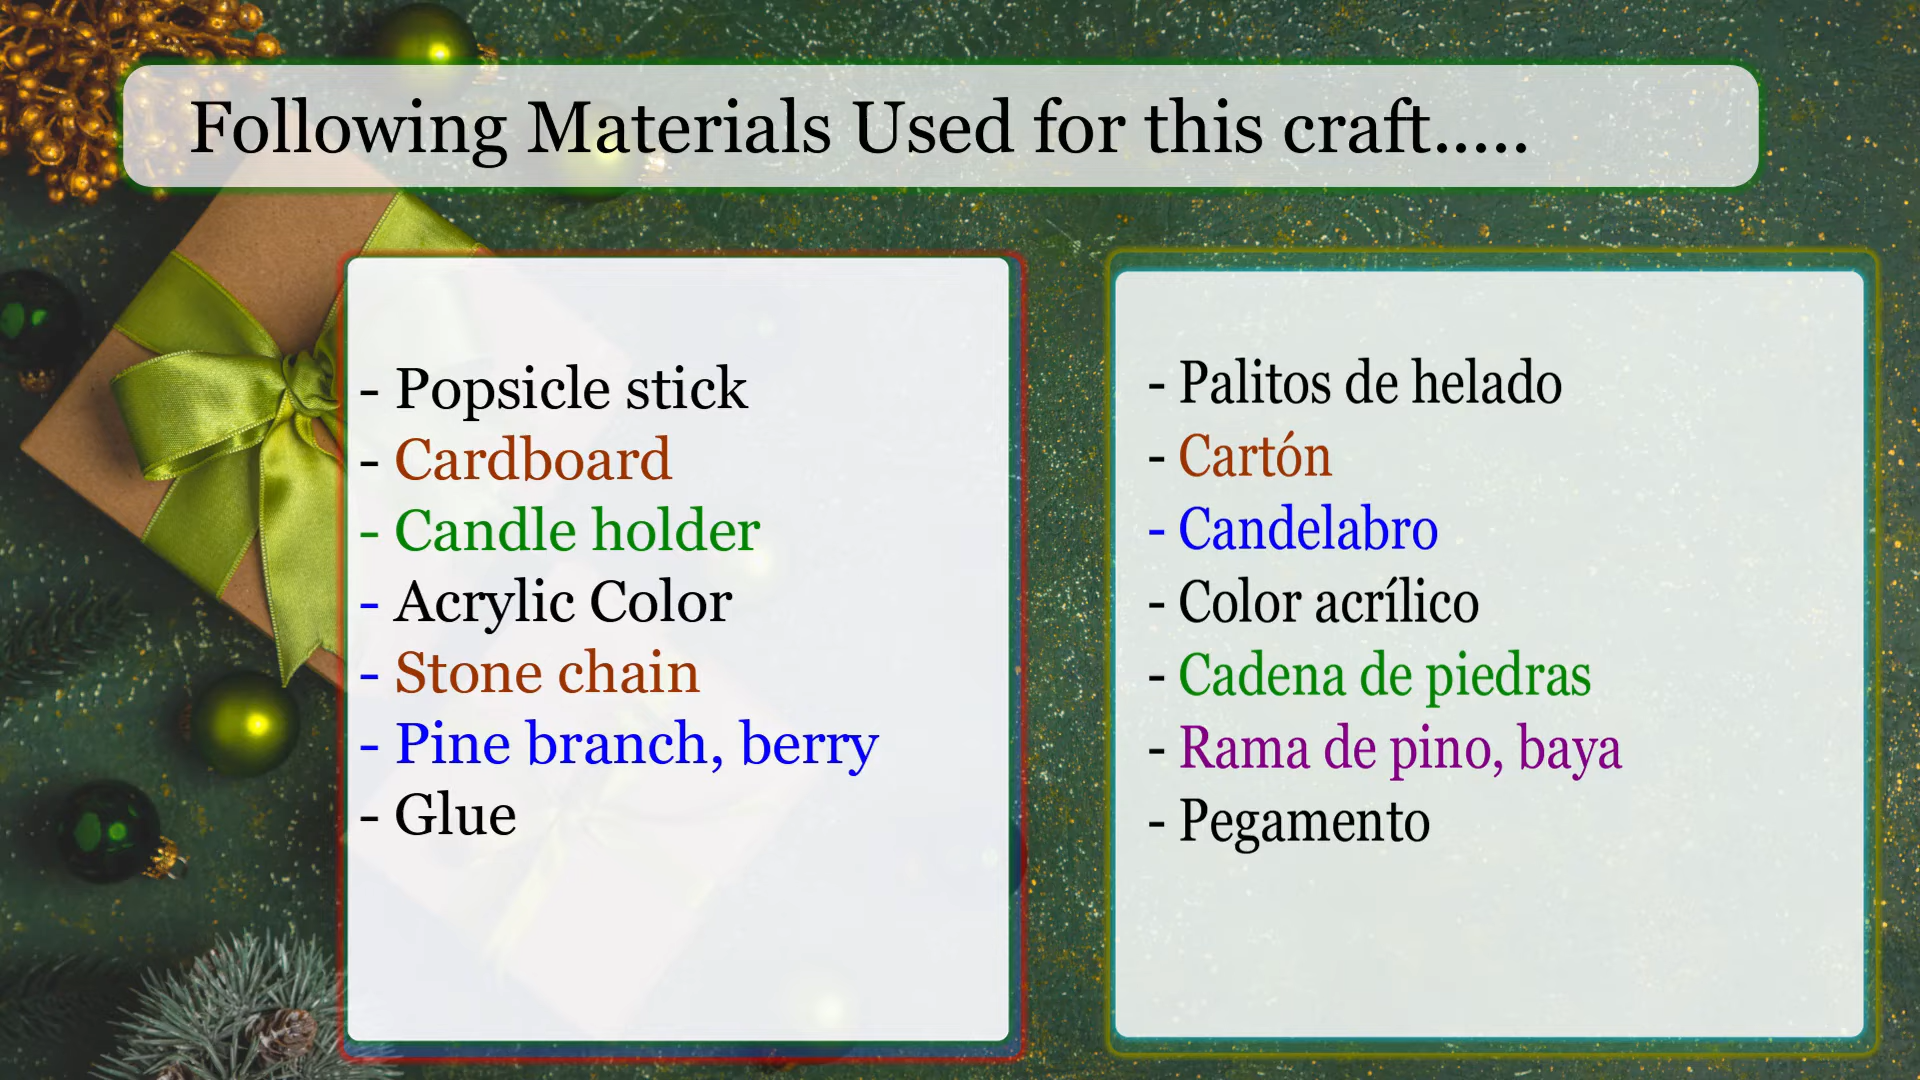 Following Materials Used for this craft.....
- Popsicle stick
- Cardboard
- Candle holder
- Acrylic Color
- Stone chain
- Pine branch, berry
- Glue
- Palitos de helado
- Cartón
- Candelabro
- Color acrílico
- Cadena de piedras
- Rama de pino, baya
- Pegamento